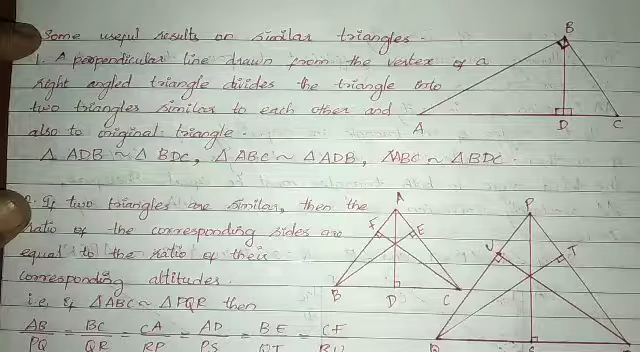 Some useful results on similar triangles.
1. A perpendicular line drawn from the vertex of a
right angled triangle divides the triangle into
two triangles similar to each other and
also to original triangle.
Δ ADB ~ Δ BDC, Δ ABC ~ Δ ADB, ΔABC ~ Δ BDC.
B
A
D
C
2. If two triangles are similar, then the
ratio of the corresponding sides are
equal to the ratio of their
corresponding altitudes.
i.e. if ΔABC ~ ΔPQR then
AB/PQ = BC/QR = CA/RP = AD/PS = BE/QT = CF/RU
A
F
E
B
D
C
P
U
T
Q
S